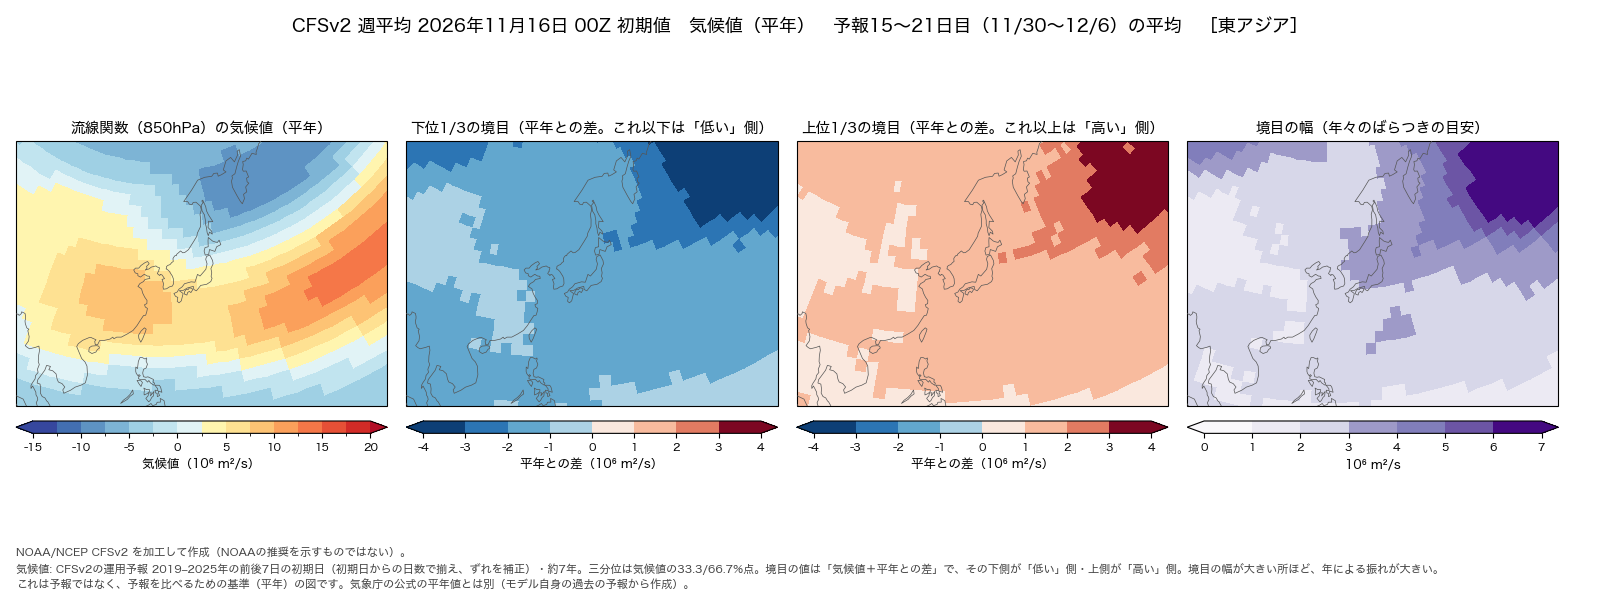 CFSv2 週平均 2026年11月16日 00Z 初期値　気候値（平年）　予報15〜21日目（11/30〜12/6）の平均　［東アジア］
流線関数（850hPa）の気候値（平年）
下位1/3の境目（平年との差。これ以下は「低い」側）
上位1/3の境目（平年との差。これ以上は「高い」側）
境目の幅（年々のばらつきの目安）
-15 -10 -5 0 5 10 15 20
-4 -3 -2 -1 0 1 2 3 4
-4 -3 -2 -1 0 1 2 3 4
0 1 2 3 4 5 6 7
気候値（10⁶ m²/s）
平年との差（10⁶ m²/s）
平年との差（10⁶ m²/s）
10⁶ m²/s
NOAA/NCEP CFSv2 を加工して作成（NOAAの推奨を示すものではない）。
気候値: CFSv2の運用予報 2019–2025年の前後7日の初期日（初期日からの日数で揃え、ずれを補正）・約7年。三分位は気候値の33.3/66.7%点。境目の値は「気候値＋平年との差」で、その下側が「低い」側・上側が「高い」側。境目の幅が大きい所ほど、年による振れが大きい。
これは予報ではなく、予報を比べるための基準（平年）の図です。気象庁の公式の平年値とは別（モデル自身の過去の予報から作成）。